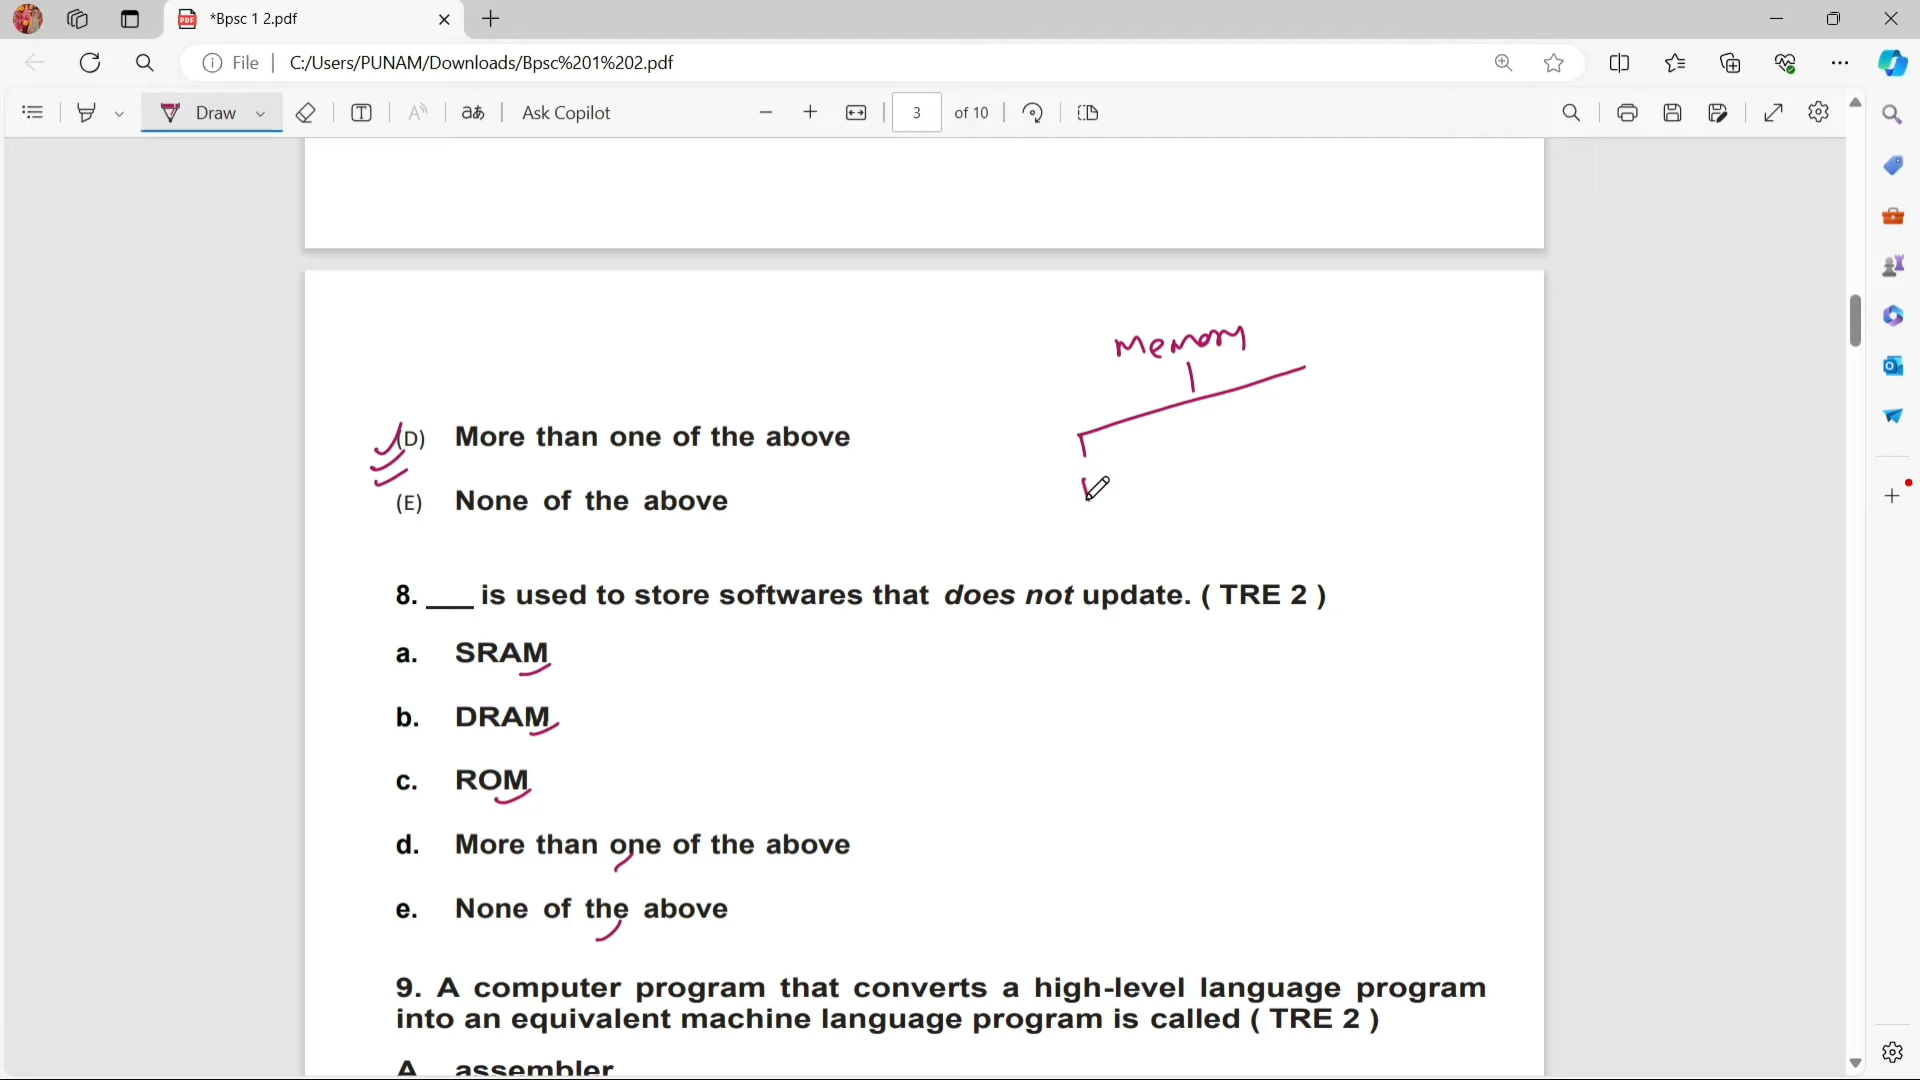 *Bpsc 1 2.pdf
File | C:/Users/PUNAM/Downloads/Bpsc%201%202.pdf
Draw
Ask Copilot
3 of 10
Memory
(D) More than one of the above
(E) None of the above
8. ___ is used to store softwares that does not update. ( TRE 2 )
a. SRAM
b. DRAM
c. ROM
d. More than one of the above
e. None of the above
9. A computer program that converts a high-level language program
into an equivalent machine language program is called ( TRE 2 )
A assembler